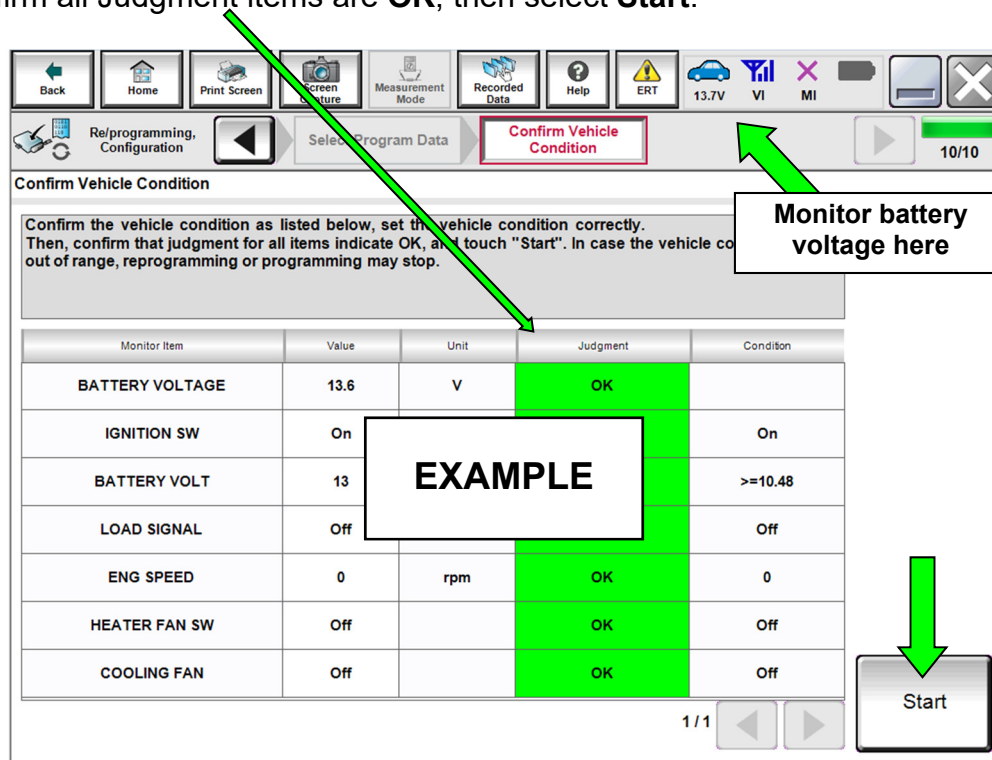 all Judgment items are OK, then select Start.
Back
Home
Print Screen
Screen Capture
Measurement Mode
Recorded Data
Help
ERT
13.7V
VI
MI
Re/programming, Configuration
Select Program Data
Confirm Vehicle Condition
10/10
Confirm Vehicle Condition
Monitor battery
voltage here
Confirm the vehicle condition as listed below, set the vehicle condition correctly.
Then, confirm that judgment for all items indicate OK, and touch "Start". In case the vehicle
out of range, reprogramming or programming may stop.
Monitor Item Value Unit Judgment Condition
BATTERY VOLTAGE 13.6 V OK
IGNITION SW On On
BATTERY VOLT 13 >=10.48
EXAMPLE
LOAD SIGNAL Off Off
ENG SPEED 0 rpm OK 0
HEATER FAN SW Off OK Off
COOLING FAN Off OK Off
1/1
Start